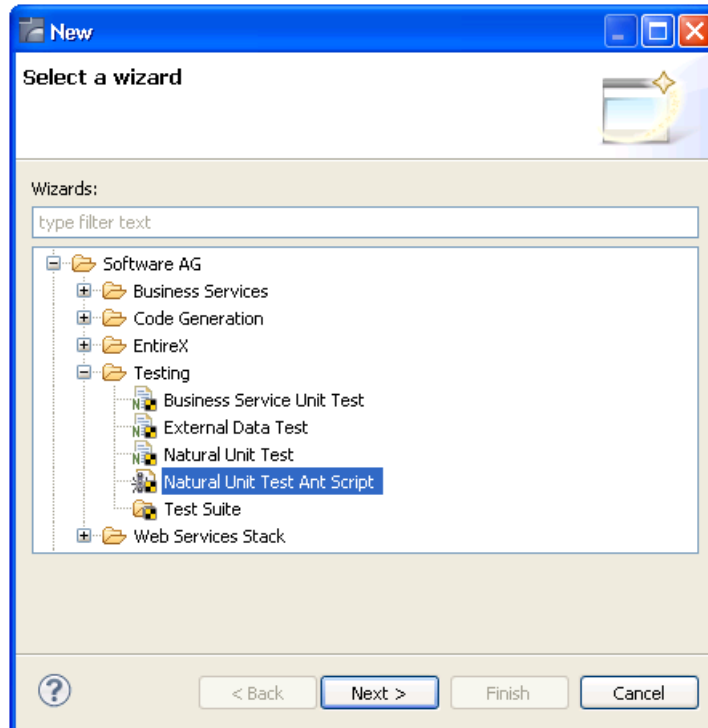 New
Select a wizard
Wizards:
type filter text
Software AG
Business Services
Code Generation
EntireX
Testing
Business Service Unit Test
External Data Test
Natural Unit Test
Natural Unit Test Ant Script
Test Suite
Web Services Stack
< Back Next > Finish Cancel